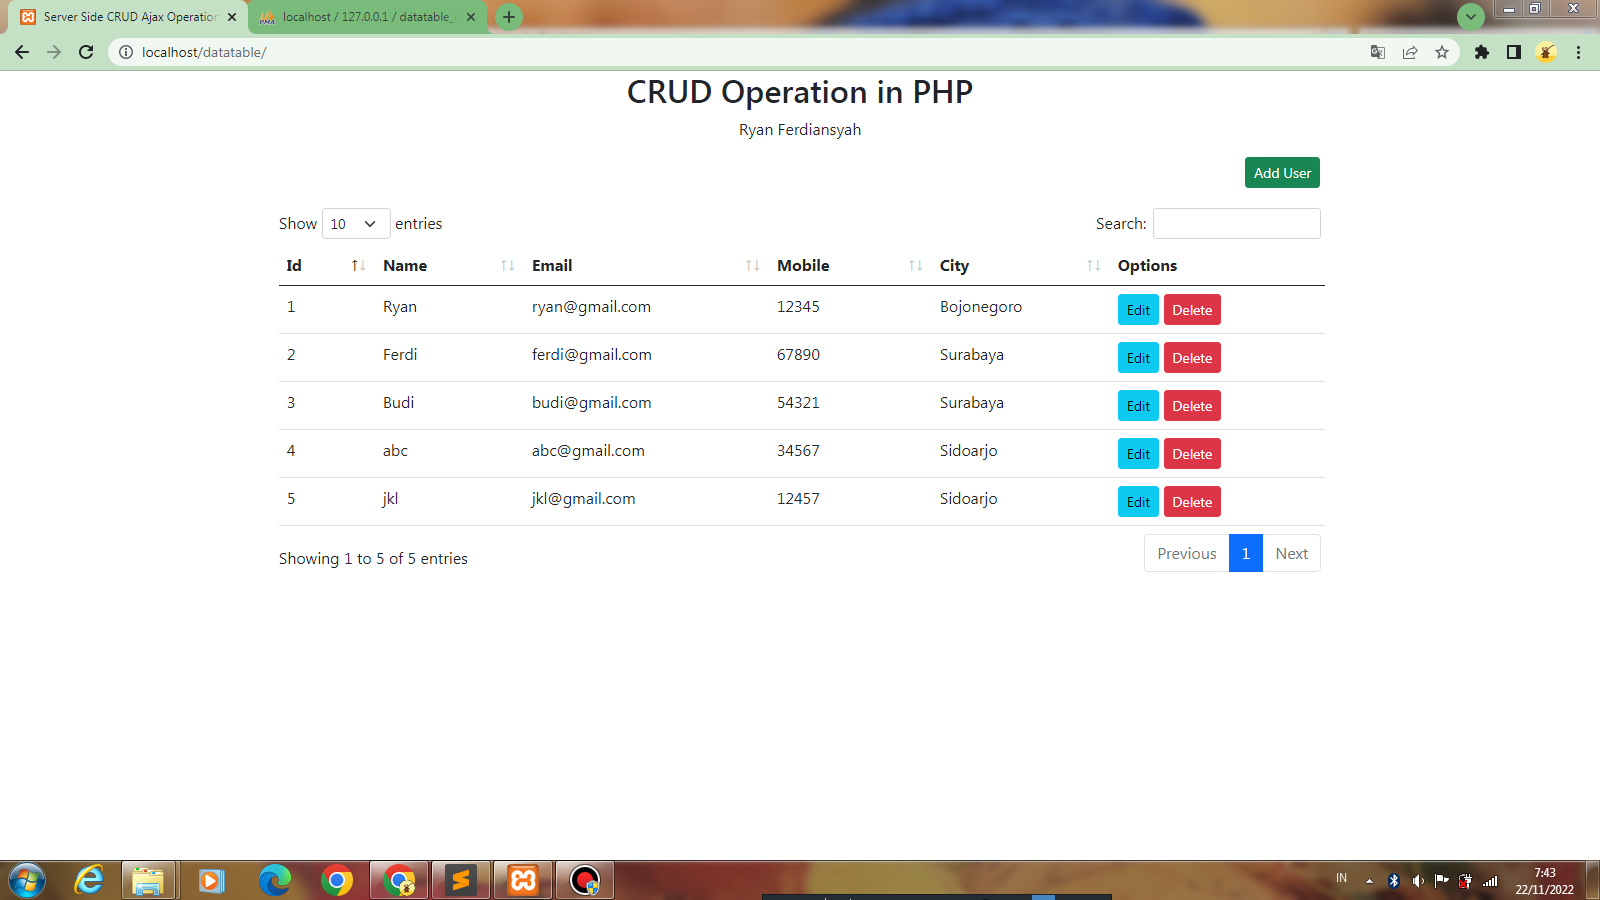 Server Side CRUD Ajax Operation
localhost / 127.0.0.1 / datatable_
localhost/datatable/
CRUD Operation in PHP
Ryan Ferdiansyah
Add User
Show 10 entries
Search:
Id Name Email Mobile City Options
1 Ryan ryan@gmail.com 12345 Bojonegoro Edit Delete
2 Ferdi ferdi@gmail.com 67890 Surabaya Edit Delete
3 Budi budi@gmail.com 54321 Surabaya Edit Delete
4 abc abc@gmail.com 34567 Sidoarjo Edit Delete
5 jkl jkl@gmail.com 12457 Sidoarjo Edit Delete
Showing 1 to 5 of 5 entries
Previous 1 Next
IN
7:43
22/11/2022